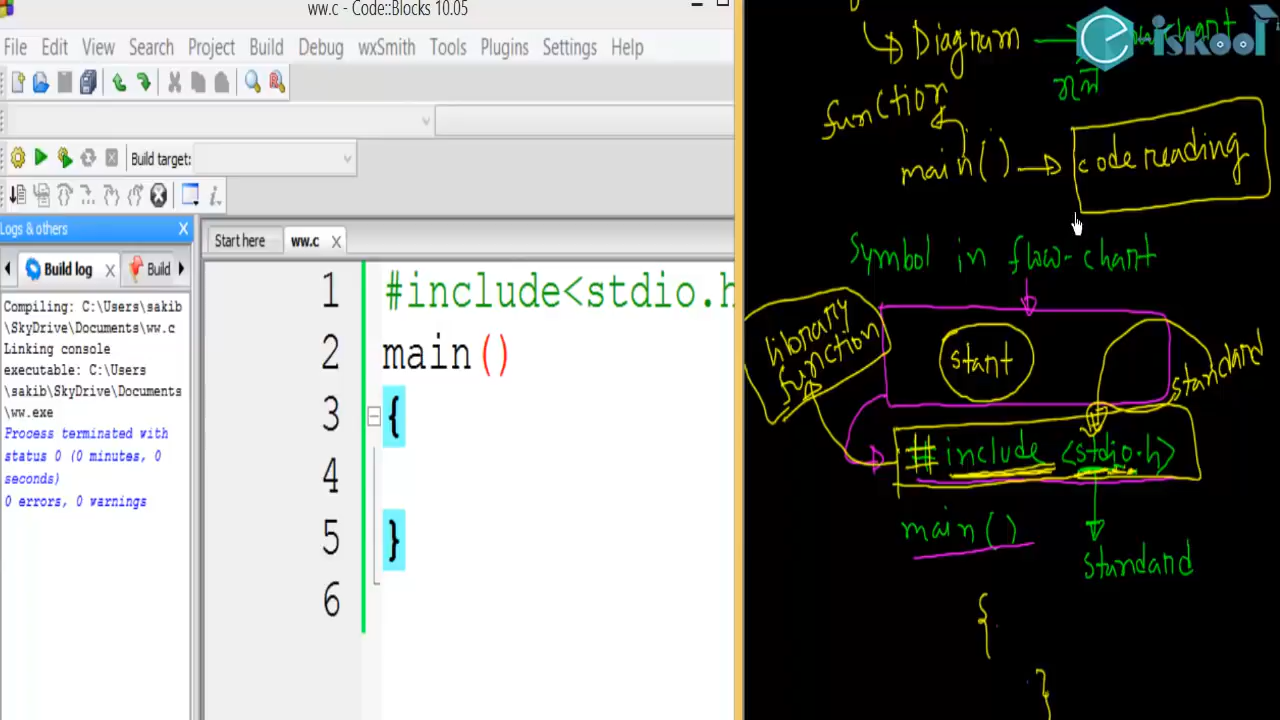 ww.c - Code::Blocks 10.05
File Edit View Search Project Build Debug wxSmith Tools Plugins Settings Help
Build target:
Logs & others
Build log
Build
Compiling: C:\Users\sakib
\SkyDrive\Documents\ww.c
Linking console
executable: C:\Users
\sakib\SkyDrive\Documents
\ww.exe
Process terminated with
status 0 (0 minutes, 0
seconds)
0 errors, 0 warnings
Start here
ww.c
1 #include<stdio.h
2 main()
3 {
4
5 }
6
eiskool
Diagram
function
main() code reading
Symbol in flow-chart
library
function
start
standard
# include <stdio.h>
main()
standard
{
}